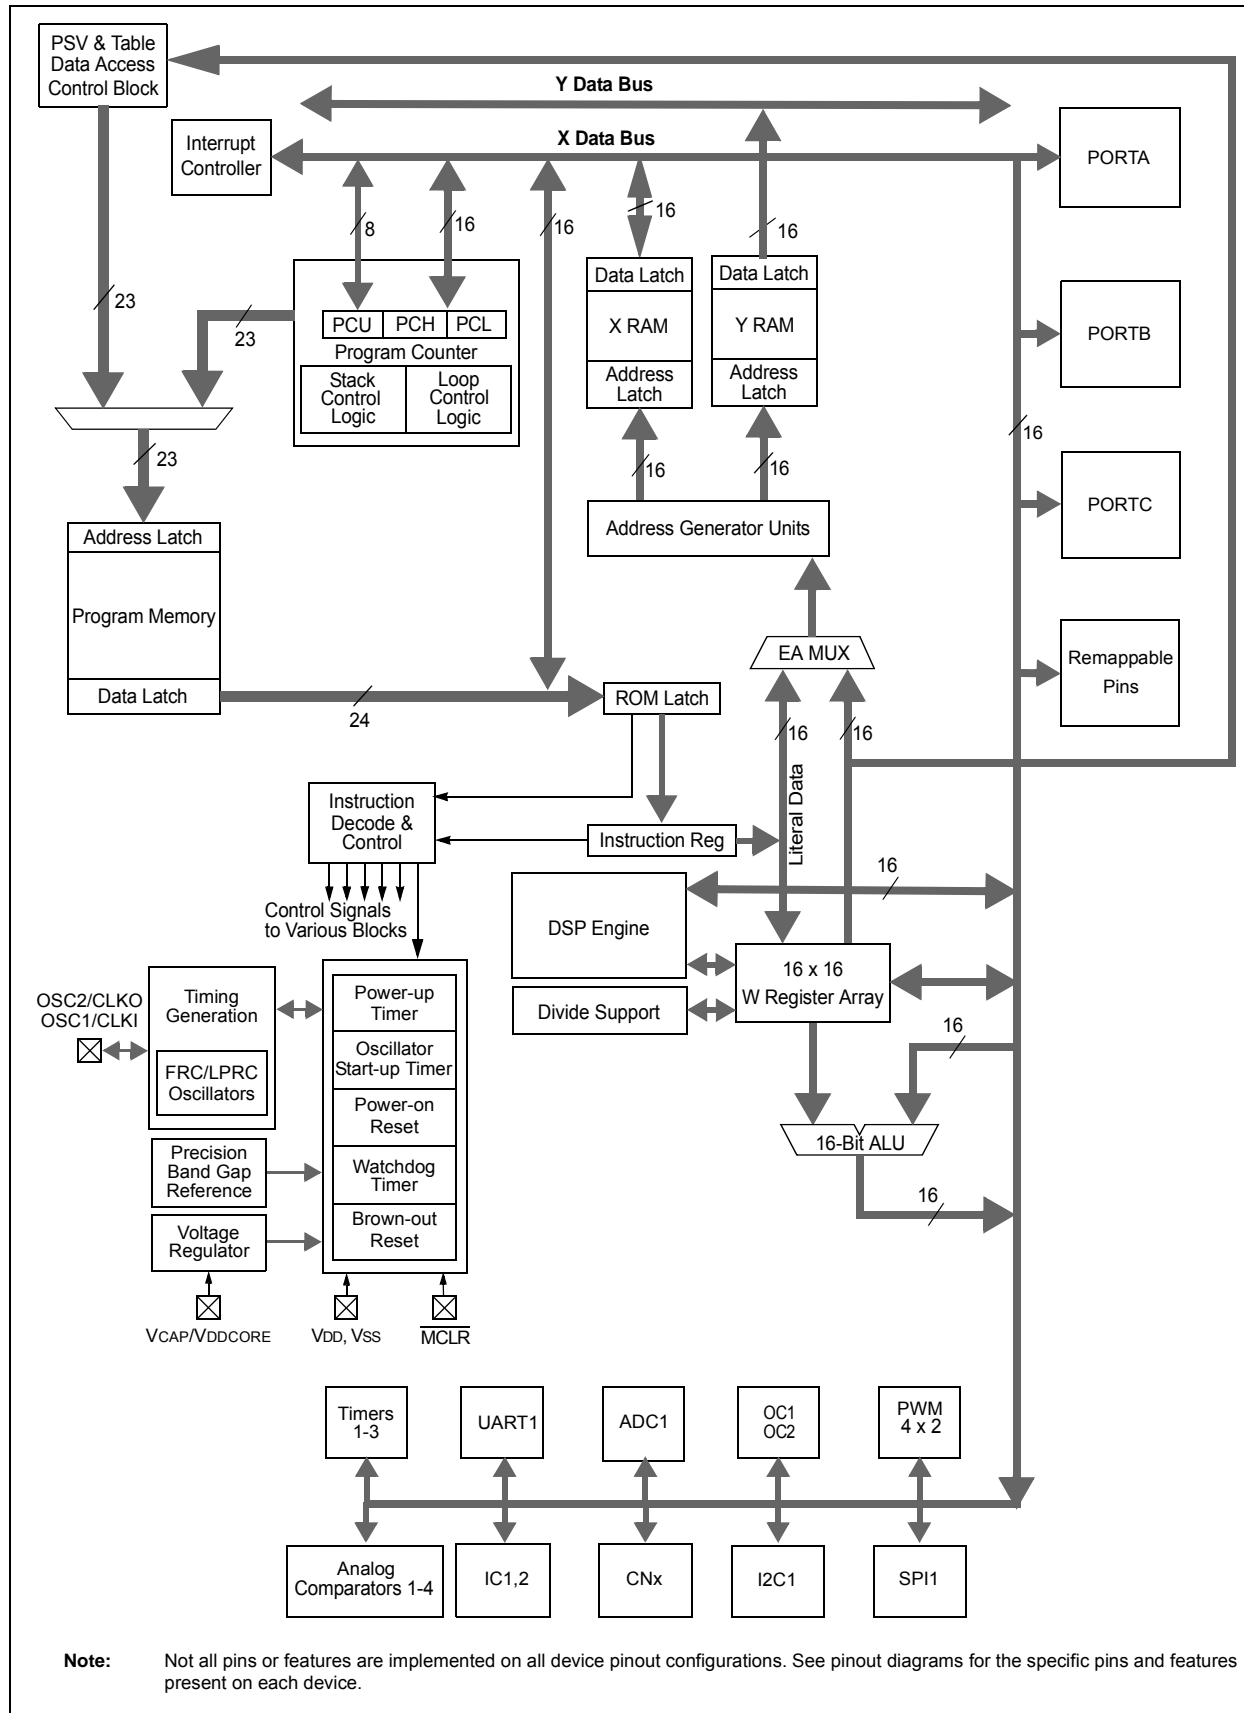 PSV & Table
Data Access
Control Block
Y Data Bus
Interrupt
Controller
X Data Bus
PORTA
8
16
16
16
16
23
23
Data Latch
X RAM
Address
Latch
Data Latch
Y RAM
Address
Latch
PCU
PCH
PCL
Program Counter
Stack
Control
Logic
Loop
Control
Logic
PORTB
16
23
16
16
Address Latch
Program Memory
Data Latch
Address Generator Units
PORTC
EA MUX
Remappable
Pins
24
ROM Latch
16
16
Literal Data
Instruction
Decode &
Control
Instruction Reg
Control Signals
to Various Blocks
DSP Engine
16
16 x 16
W Register Array
Divide Support
OSC2/CLKO
OSC1/CLKI
Timing
Generation
FRC/LPRC
Oscillators
Power-up
Timer
Oscillator
Start-up Timer
Power-on
Reset
Watchdog
Timer
Brown-out
Reset
16
16-Bit ALU
16
Precision
Band Gap
Reference
Voltage
Regulator
VCAP/VDDCORE
VDD, VSS
MCLR
Timers
1-3
UART1
ADC1
OC1
OC2
PWM
4 x 2
Analog
Comparators 1-4
IC1,2
CNx
I2C1
SPI1
Note: Not all pins or features are implemented on all device pinout configurations. See pinout diagrams for the specific pins and features
present on each device.